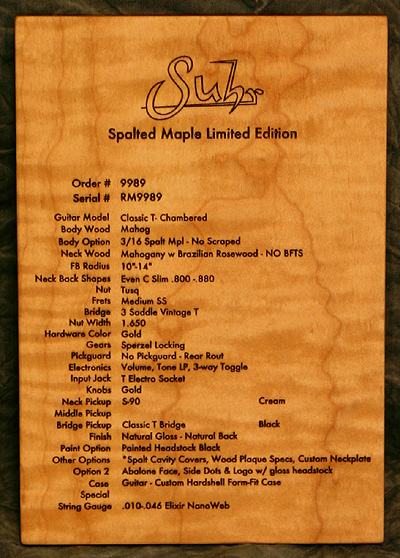 Suhr
Spalted Maple Limited Edition
Order # 9989
Serial # RM9989
Guitar Model Classic T- Chambered
Body Wood Mahog
Body Option 3/16 Spalt Mpl - No Scraped
Neck Wood Mahogany w Brazilian Rosewood - NO BFTS
FB Radius 10"-14"
Neck Back Shapes Even C Slim .800 -.880
Nut Tusq
Frets Medium SS
Bridge 3 Saddle Vintage T
Nut Width 1.650
Hardware Color Gold
Gears Sperzel Locking
Pickguard No Pickguard - Rear Rout
Electronics Volume, Tone LP, 3-way Toggle
Input Jack T Electro Socket
Knobs Gold
Neck Pickup S-90 Cream
Middle Pickup
Bridge Pickup Classic T Bridge Black
Finish Natural Gloss - Natural Back
Paint Option Painted Headstock Black
Other Options *Spalt Cavity Covers, Wood Plaque Specs, Custom Neckplate
Option 2 Abalone Face, Side Dots & Logo w/ gloss headstock
Case Guitar - Custom Hardshell Form-Fit Case
Special
String Gauge .010-.046 Elixir NanoWeb